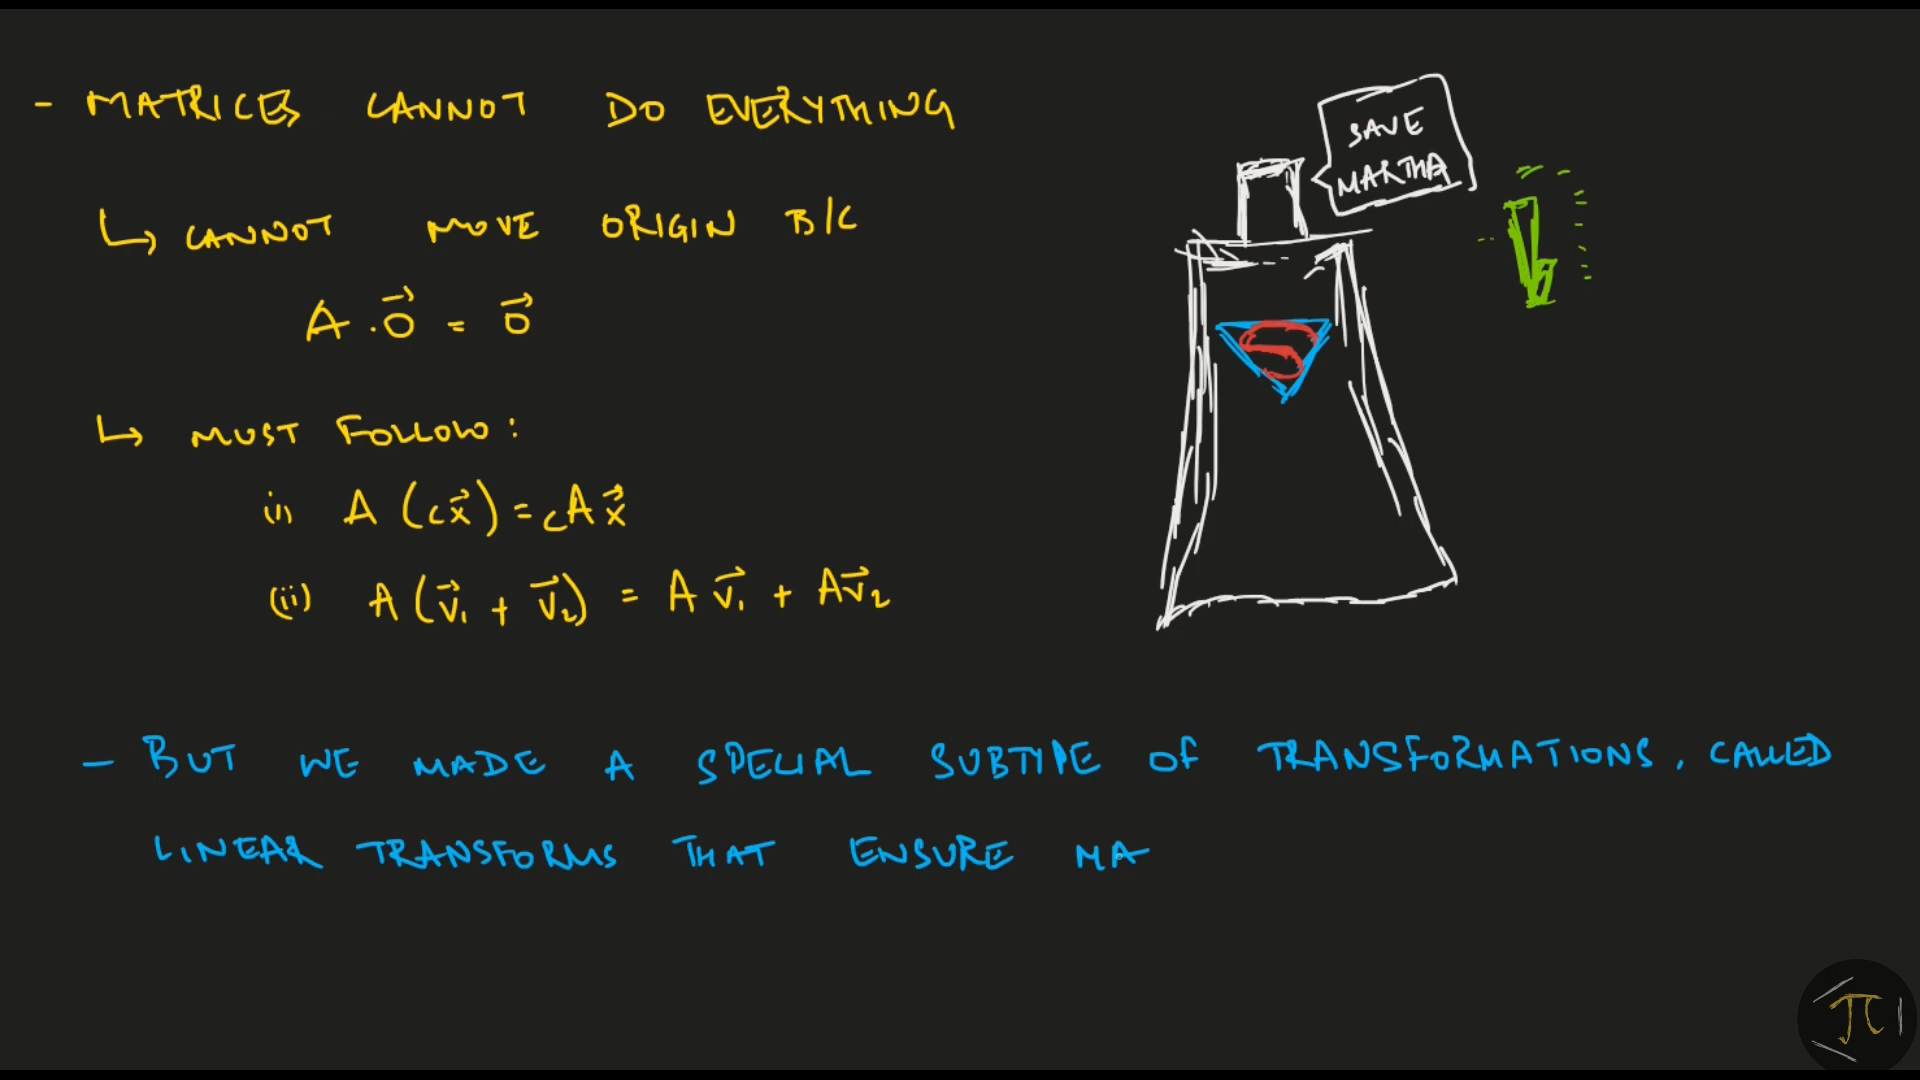 - MATRICES CANNOT DO EVERYTHING
↳ CANNOT MOVE ORIGIN B/C
A · 0⃗ = 0⃗
↳ MUST FOLLOW:
(i) A (cx⃗) = cAx⃗
(ii) A (v⃗₁ + v⃗₂) = A v⃗₁ + Av⃗₂
SAVE
MARTHA
- BUT WE MADE A SPECIAL SUBTYPE OF TRANSFORMATIONS, CALLED
LINEAR TRANSFORMS THAT ENSURE MA
π